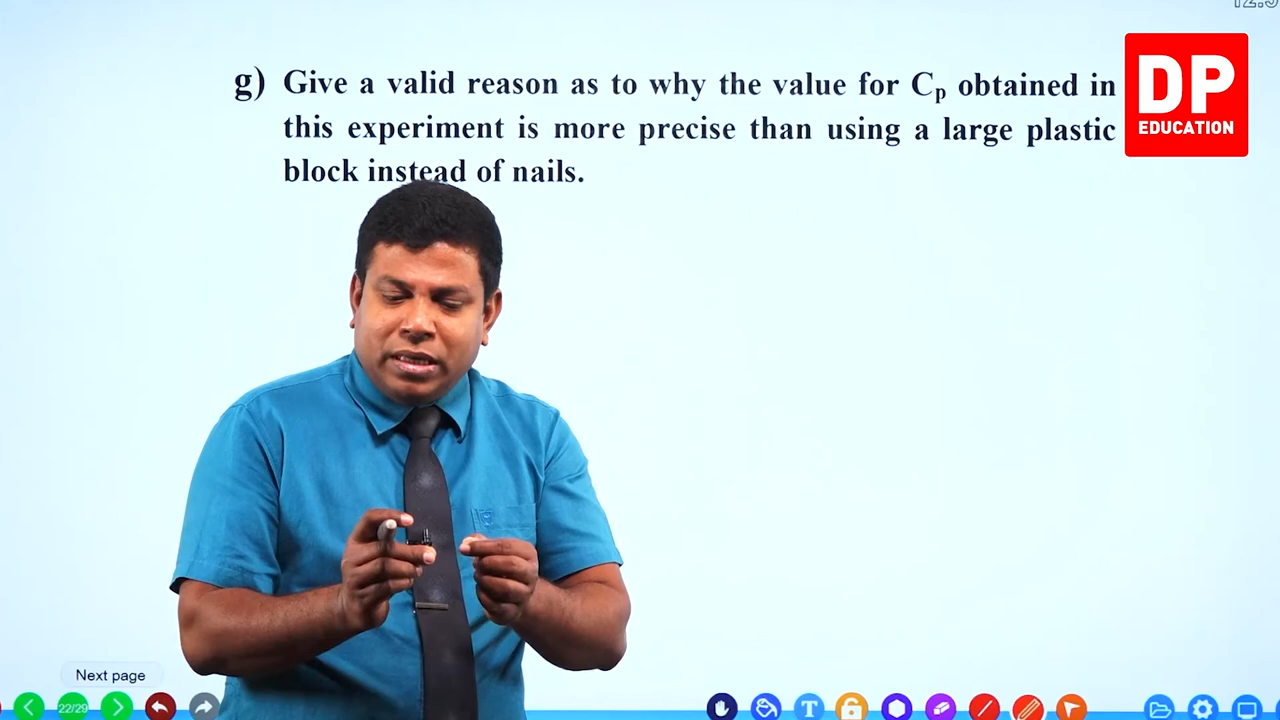 g) Give a valid reason as to why the value for Cp obtained in
this experiment is more precise than using a large plastic
block instead of nails.
DP
EDUCATION
Next page
22/29
T